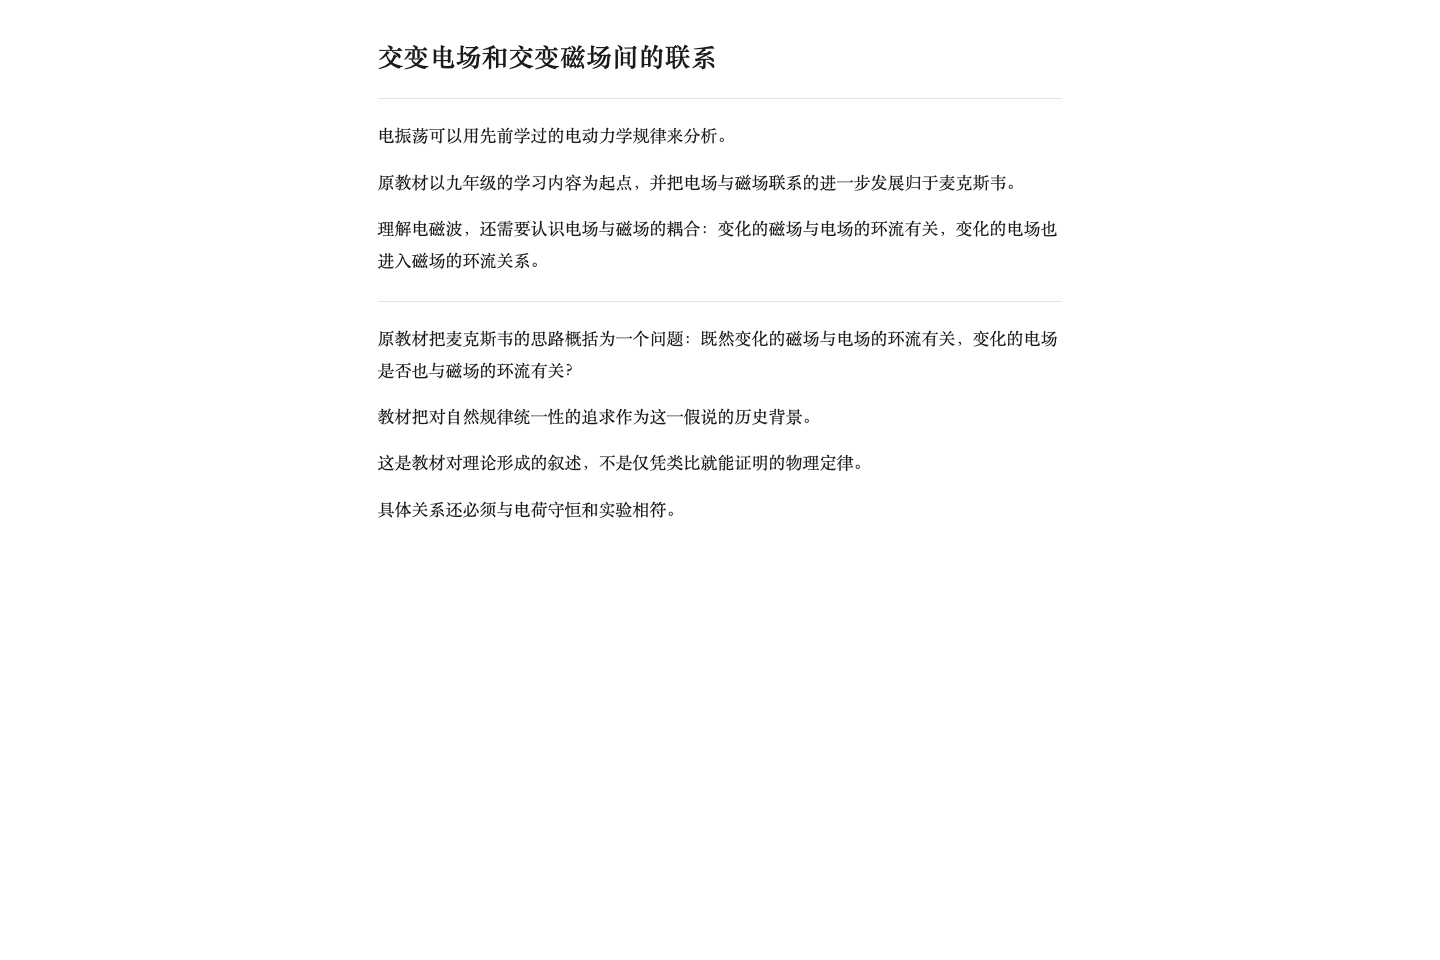 交变电场和交变磁场间的联系
电振荡可以用先前学过的电动力学规律来分析。
原教材以九年级的学习内容为起点，并把电场与磁场联系的进一步发展归于麦克斯韦。
理解电磁波，还需要认识电场与磁场的耦合：变化的磁场与电场的环流有关，变化的电场也
进入磁场的环流关系。
原教材把麦克斯韦的思路概括为一个问题：既然变化的磁场与电场的环流有关，变化的电场
是否也与磁场的环流有关？
教材把对自然规律统一性的追求作为这一假说的历史背景。
这是教材对理论形成的叙述，不是仅凭类比就能证明的物理定律。
具体关系还必须与电荷守恒和实验相符。